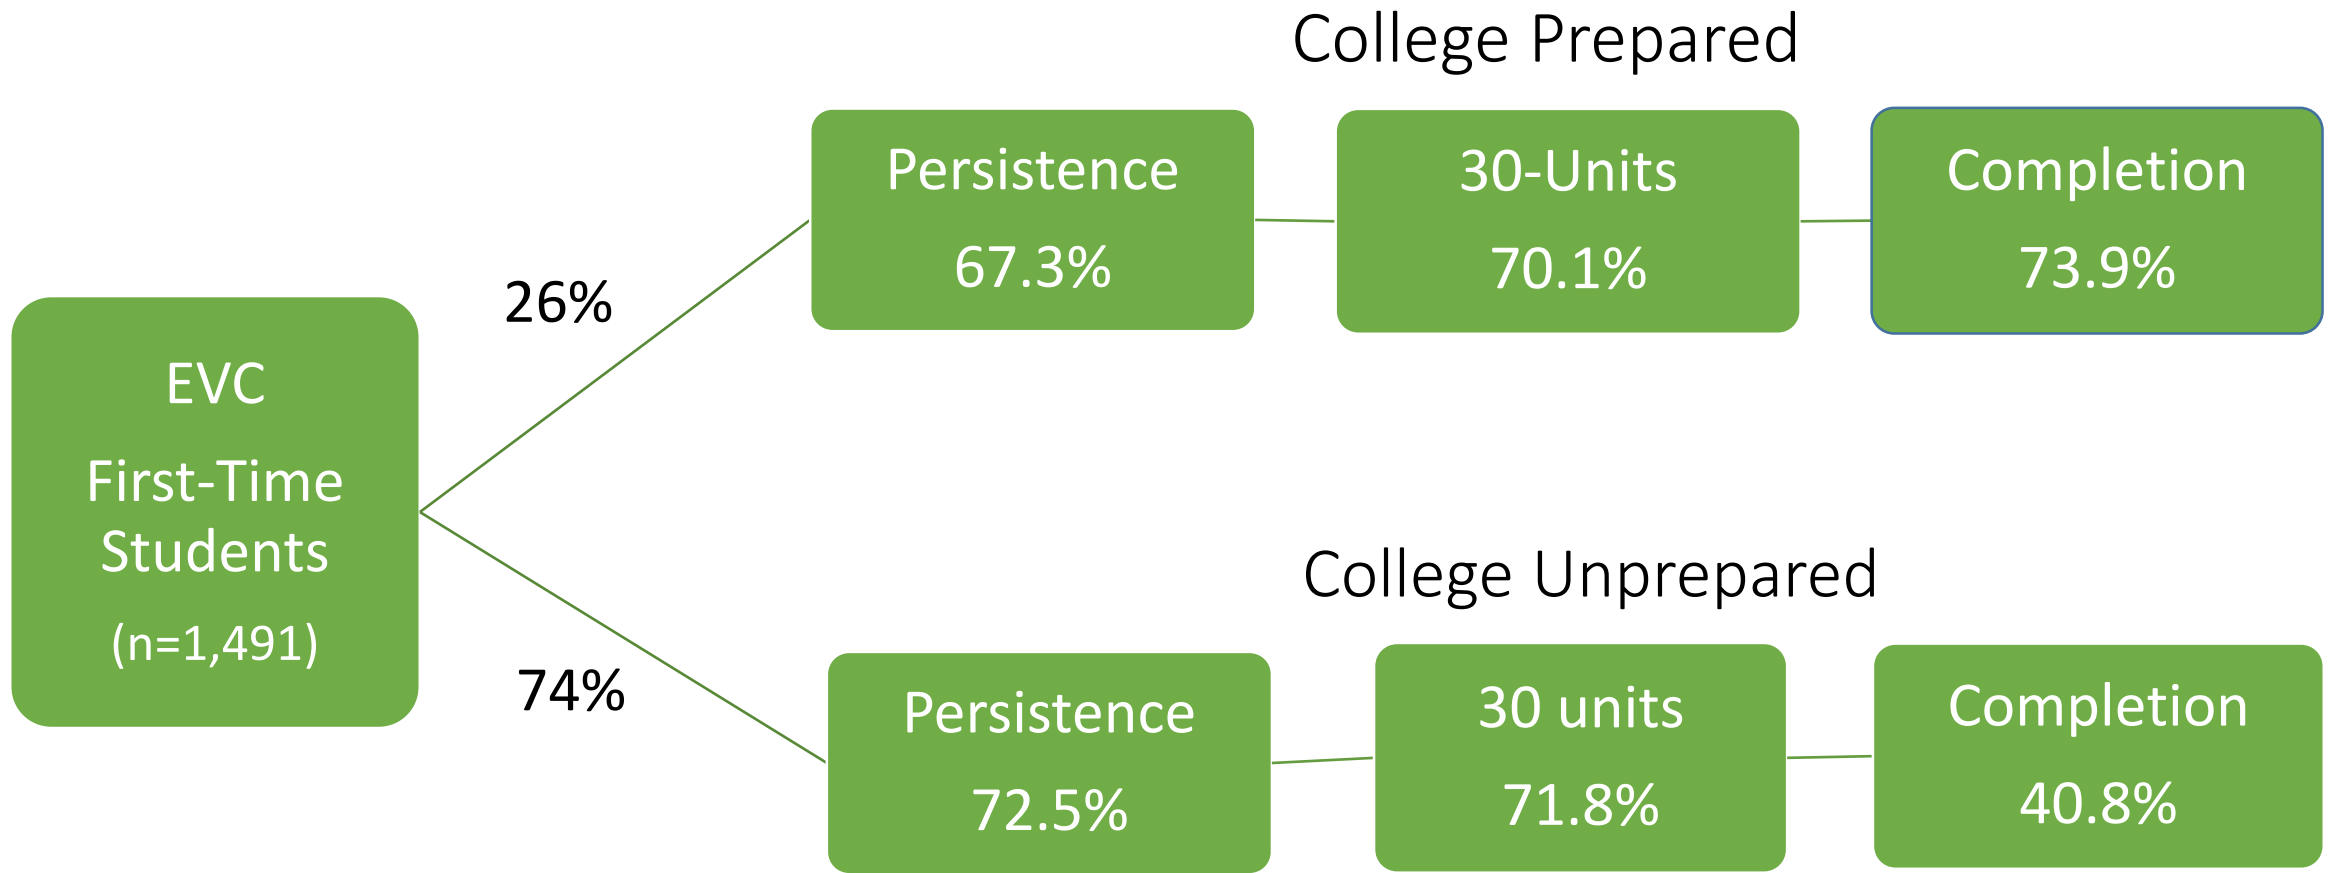 College Prepared
Persistence
67.3%
30-Units
70.1%
Completion
73.9%
26%
EVC
First-Time
Students
(n=1,491)
74%
College Unprepared
Persistence
72.5%
30 units
71.8%
Completion
40.8%